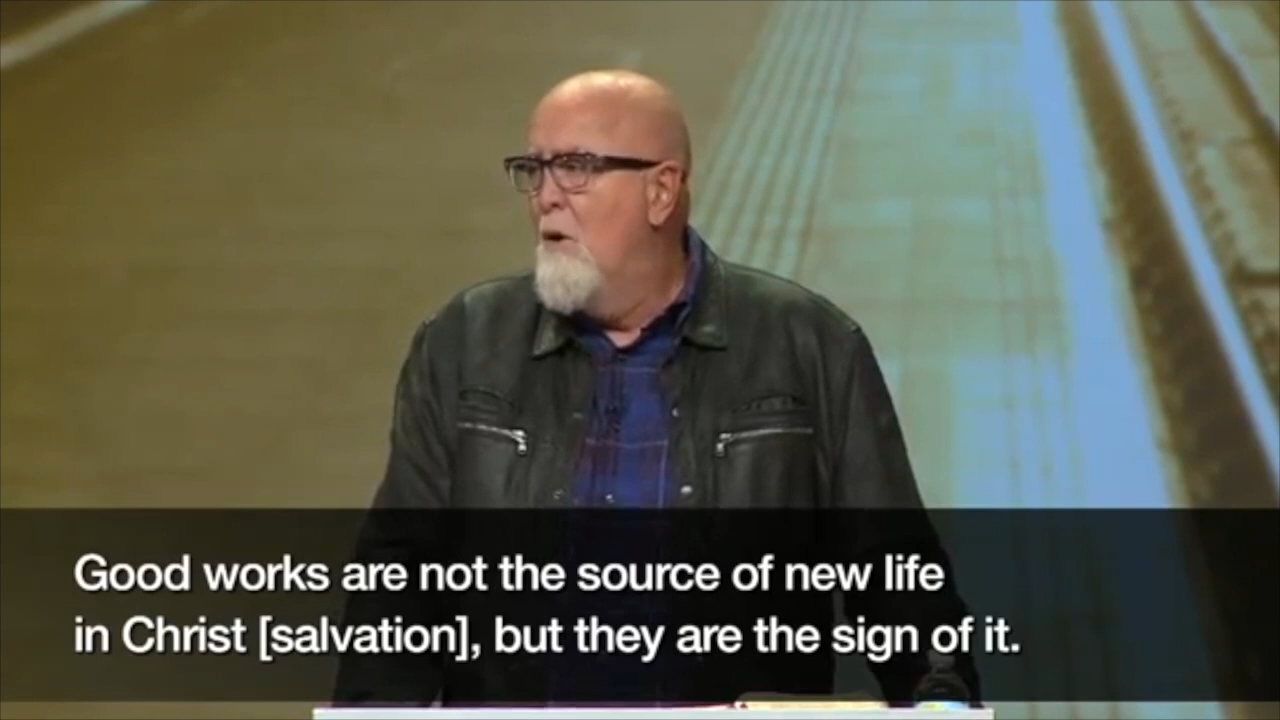 Good works are not the source of new life
in Christ [salvation], but they are the sign of it.